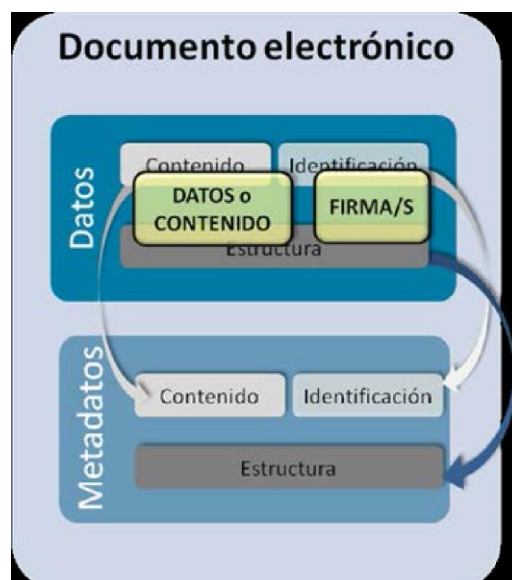 Documento electrónico
Datos
Contenido
Identificación
DATOS o
CONTENIDO
FIRMA/S
Estructura
Metadatos
Contenido
Identificación
Estructura